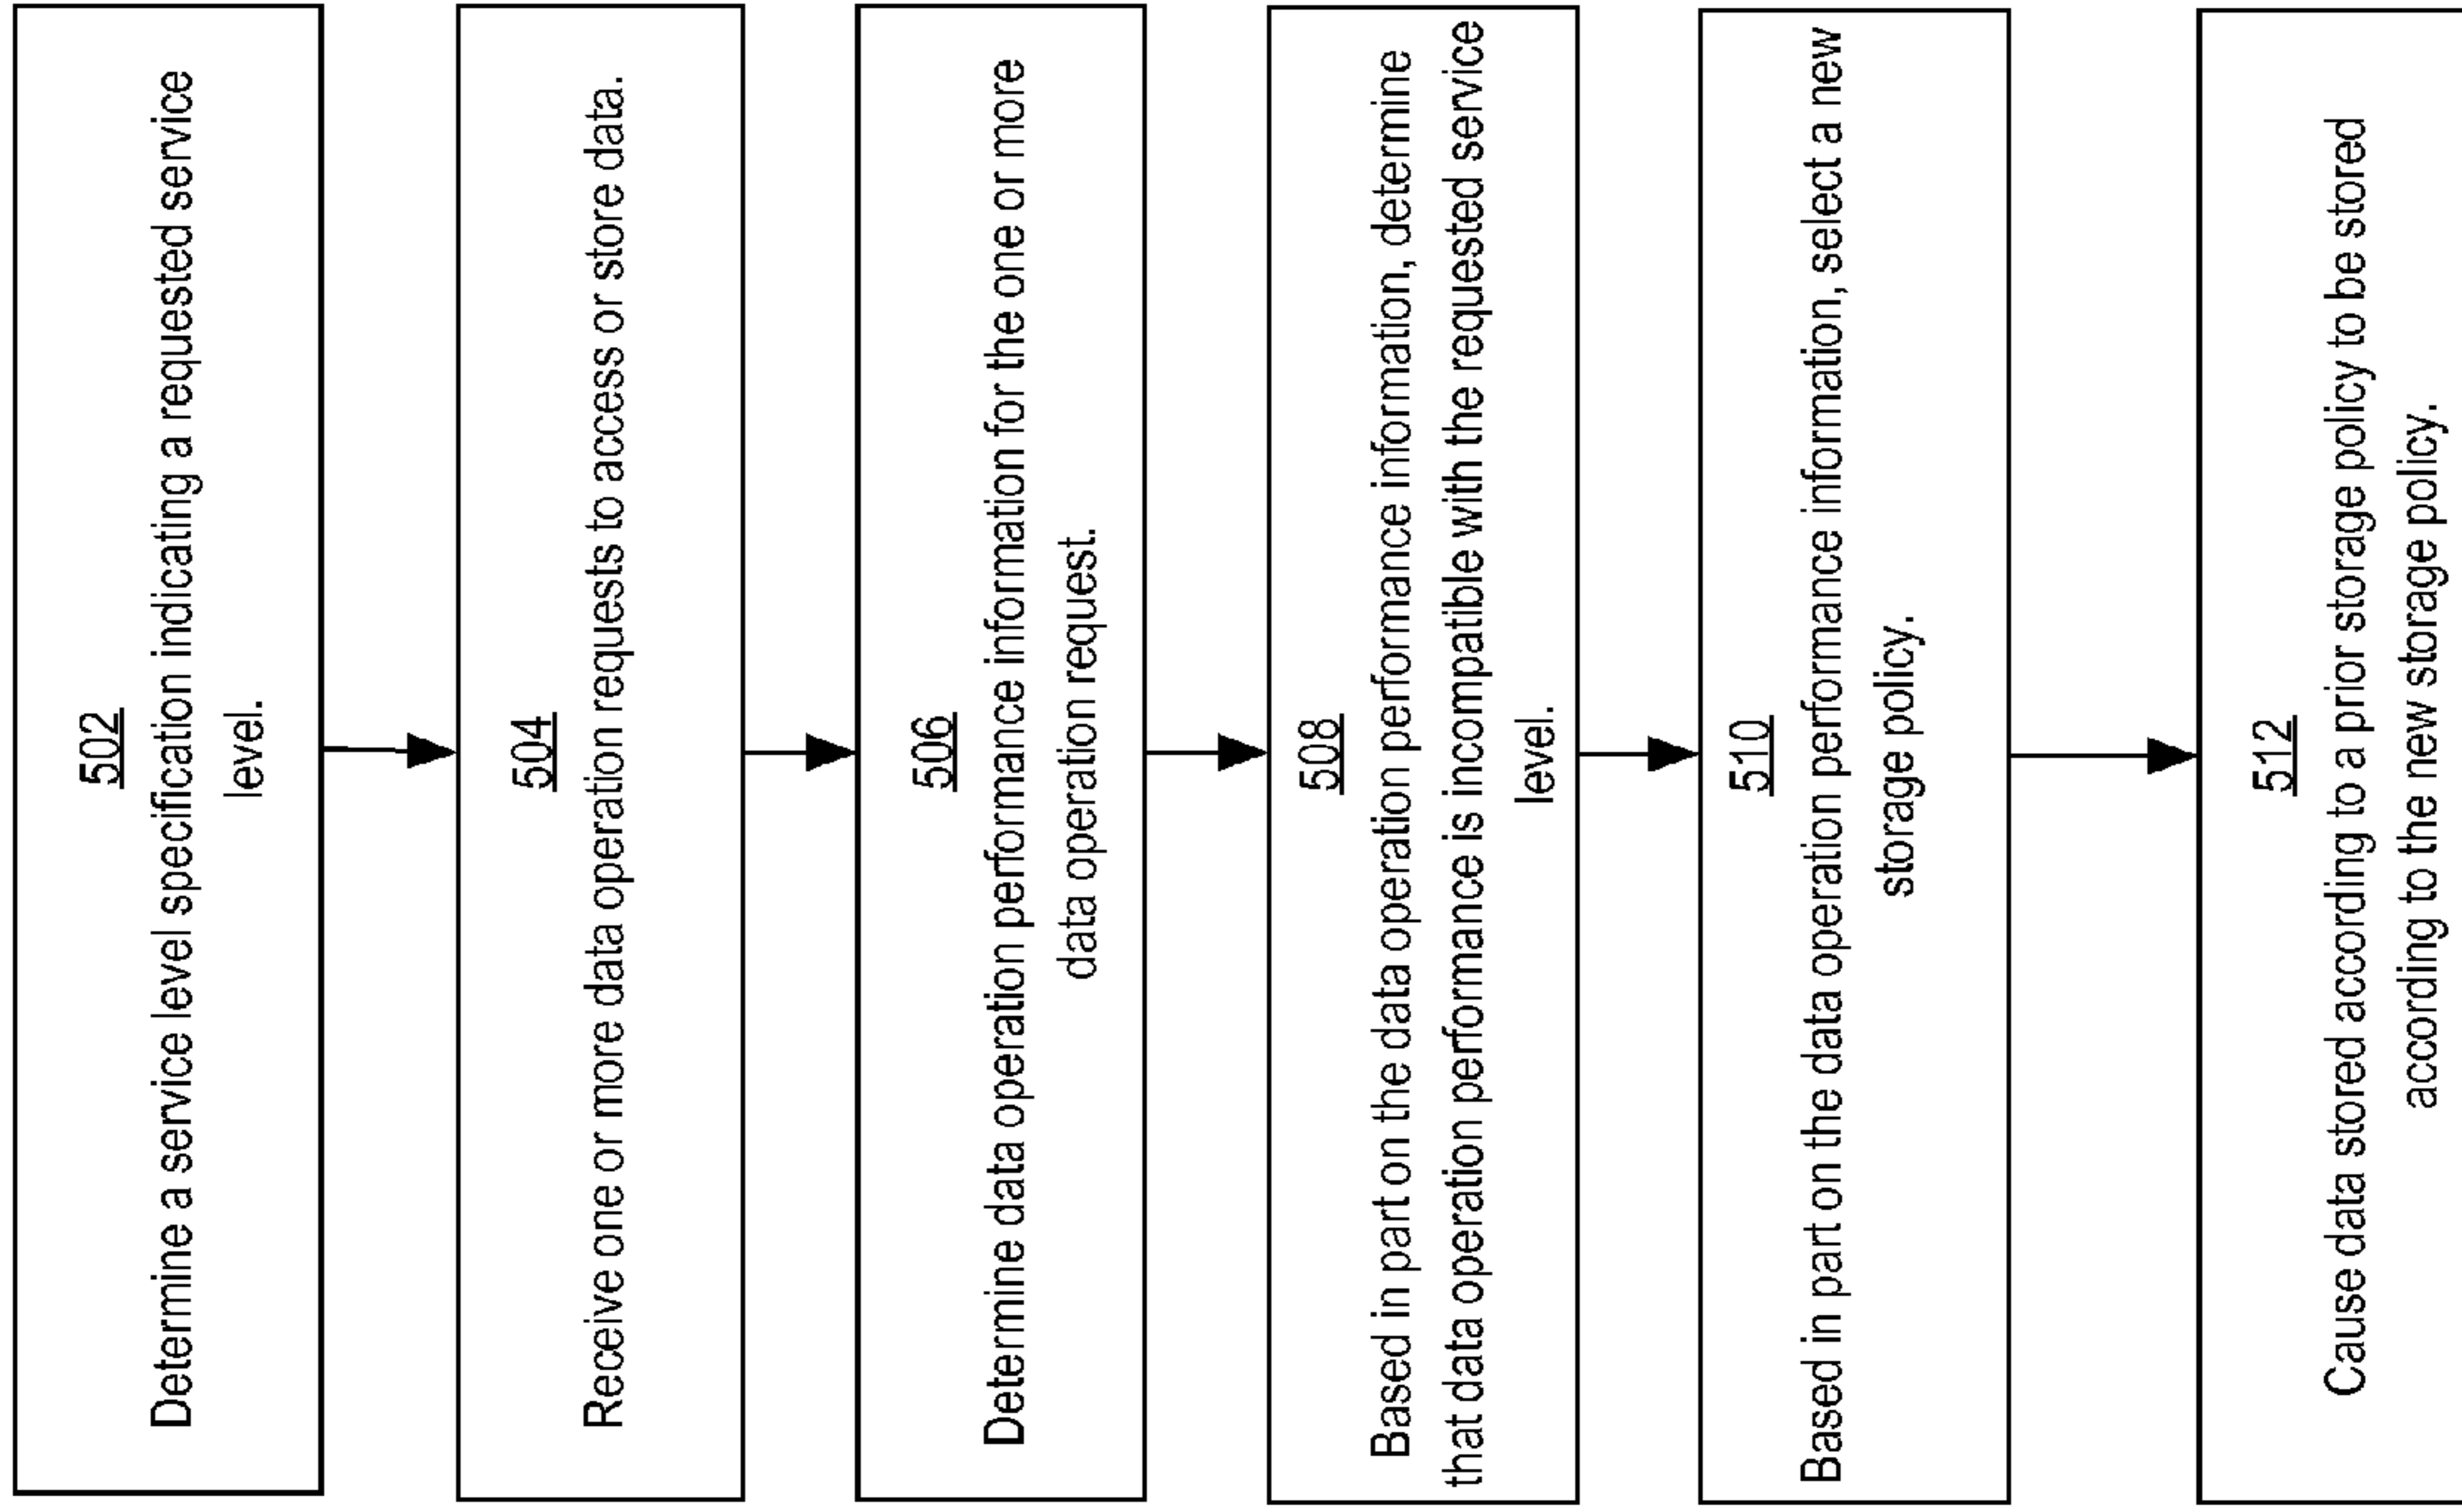 502
Determine a service level specification indicating a requested service
level.
504
Receive one or more data operation requests to access or store data.
506
Determine data operation performance information for the one or more
data operation request.
508
Based in part on the data operation performance information, determine
that data operation performance is incompatible with the requested service
level.
510
Based in part on the data operation performance information, select a new
storage policy.
512
Cause data stored according to a prior storage policy to be stored
according to the new storage policy.